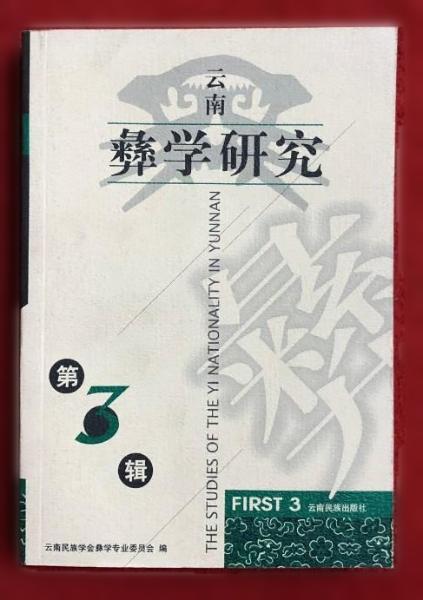 云南
彝学研究
THE STUDIES OF THE YI NATIONALITY IN YUNNAN
彝
第
3
辑
FIRST 3 云南民族出版社
云南民族学会彝学专业委员会 编